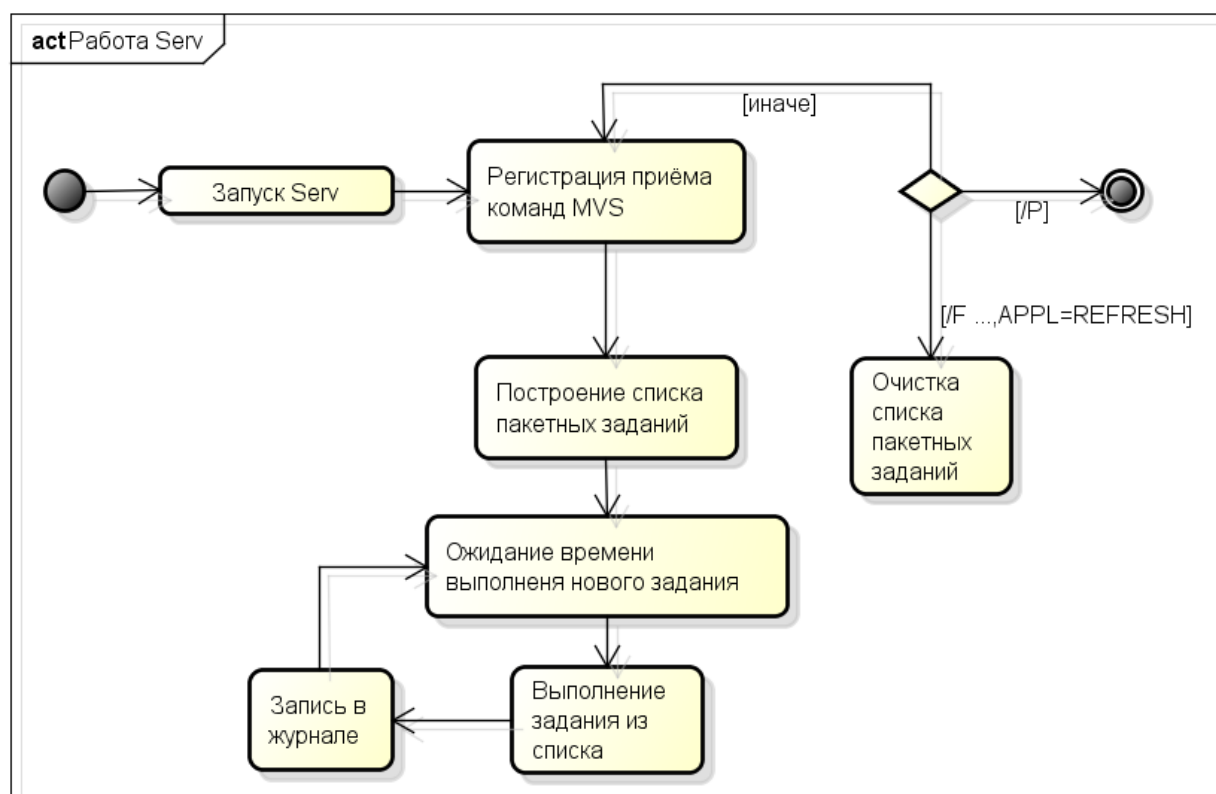 act Работа Serv
[иначе]
Запуск Serv
Регистрация приёма
команд MVS
[/P]
[/F ...,APPL=REFRESH]
Построение списка
пакетных заданий
Очистка
списка
пакетных
заданий
Ожидание времени
выполненя нового задания
Запись в
журнале
Выполнение
задания из
списка